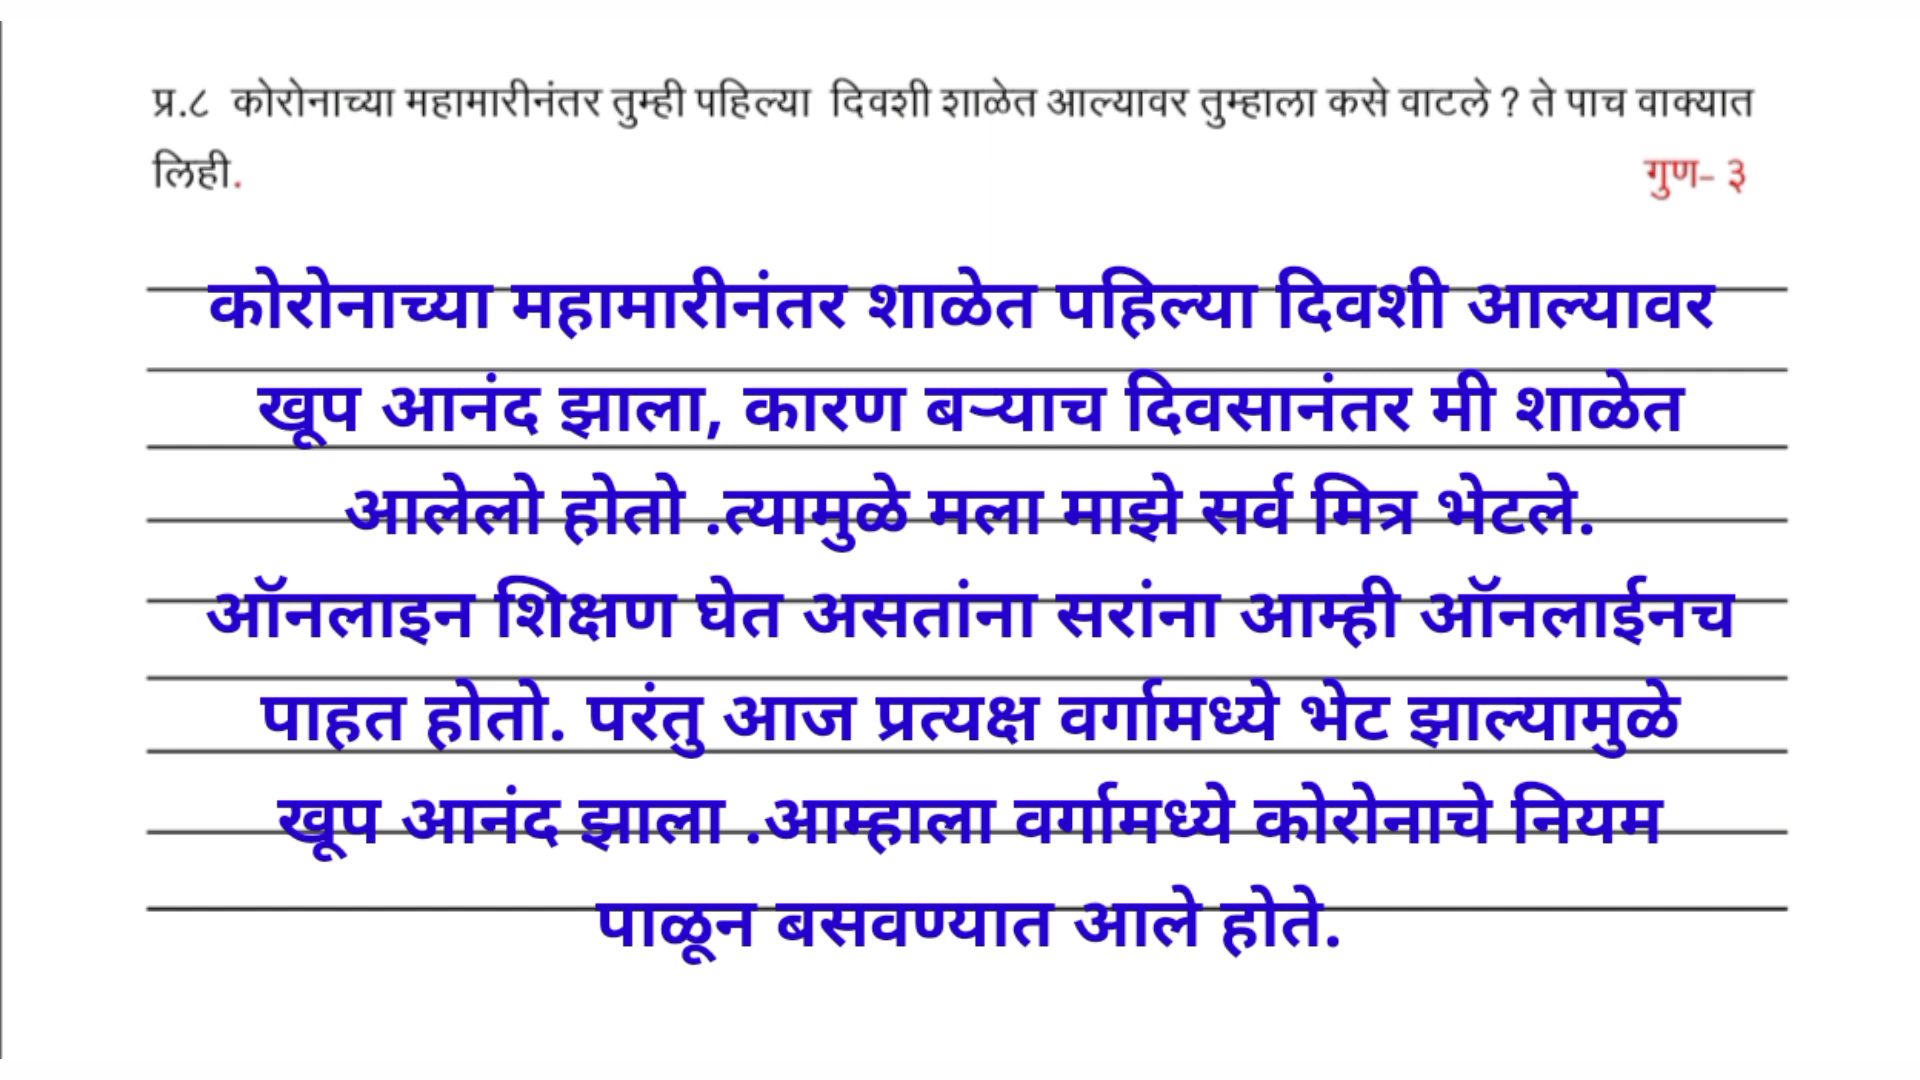 प्र.८ कोरोनाच्या महामारीनंतर तुम्ही पहिल्या दिवशी शाळेत आल्यावर तुम्हाला कसे वाटले ? ते पाच वाक्यात
लिही. गुण- ३
कोरोनाच्या महामारीनंतर शाळेत पहिल्या दिवशी आल्यावर
खूप आनंद झाला, कारण बऱ्याच दिवसानंतर मी शाळेत
आलेलो होतो .त्यामुळे मला माझे सर्व मित्र भेटले.
ऑनलाइन शिक्षण घेत असतांना सरांना आम्ही ऑनलाईनच
पाहत होतो. परंतु आज प्रत्यक्ष वर्गामध्ये भेट झाल्यामुळे
खूप आनंद झाला .आम्हाला वर्गामध्ये कोरोनाचे नियम
पाळून बसवण्यात आले होते.